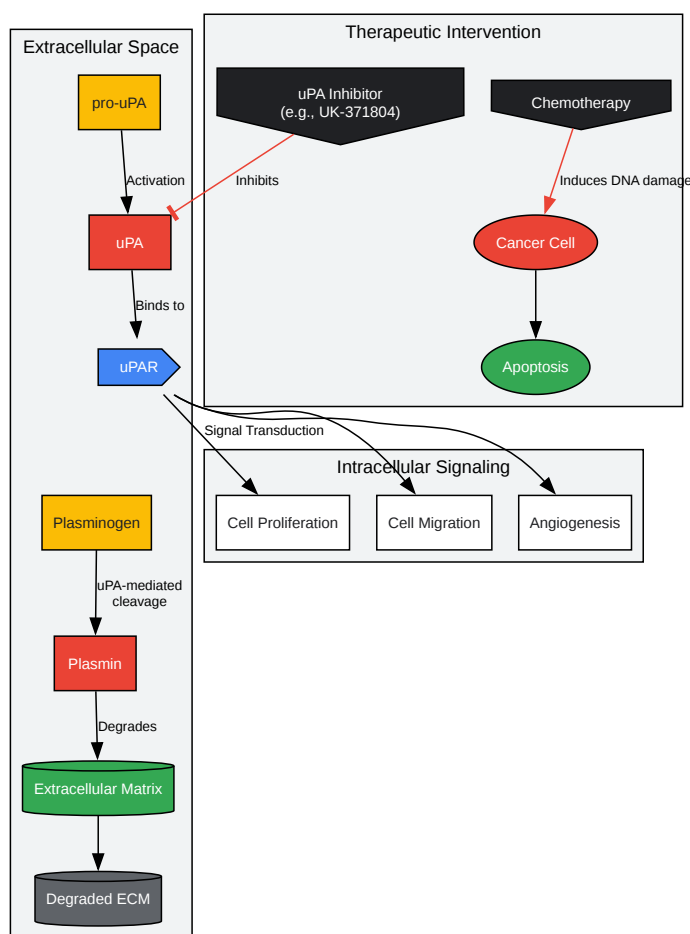 Extracellular Space
pro-uPA
Activation
uPA
Binds to
uPAR
Plasminogen
uPA-mediated
cleavage
Plasmin
Degrades
Extracellular Matrix
Degraded ECM
Therapeutic Intervention
uPA Inhibitor
(e.g., UK-371804)
Inhibits
Chemotherapy
Induces DNA damage
Cancer Cell
Apoptosis
Signal Transduction
Intracellular Signaling
Cell Proliferation
Cell Migration
Angiogenesis